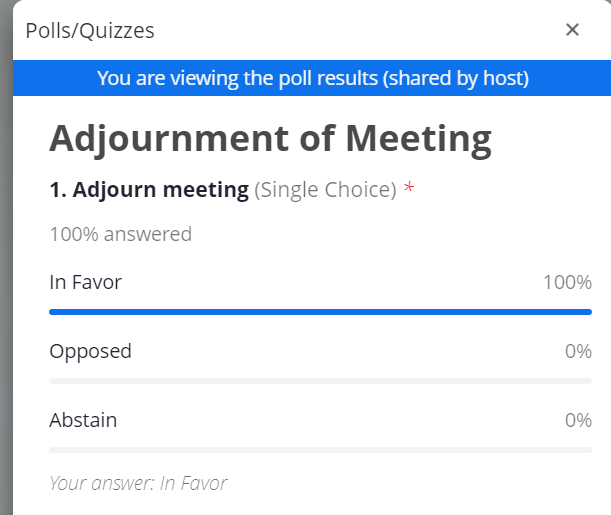 Polls/Quizzes
You are viewing the poll results (shared by host)
Adjournment of Meeting
1. Adjourn meeting (Single Choice) *
100% answered
In Favor 100%
Opposed 0%
Abstain 0%
Your answer: In Favor